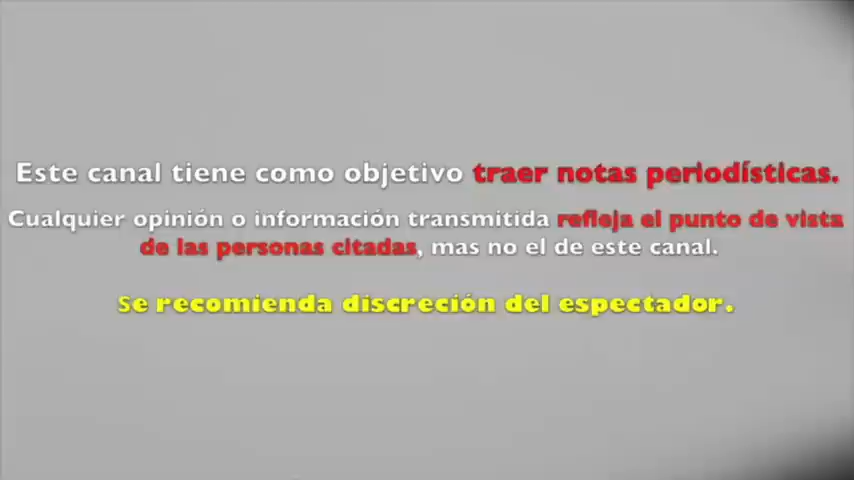 Este canal tiene como objetivo traer notas periodísticas.
Cualquier opinión o información transmitida refleja el punto de vista
de las personas citadas, mas no el de este canal.
Se recomienda discreción del espectador.